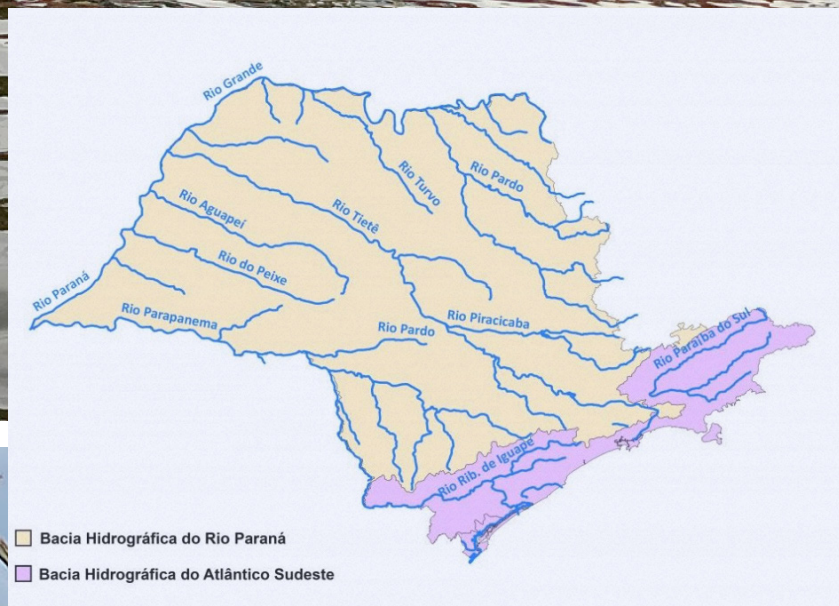 Rio Grande
Rio Turvo
Rio Pardo
Rio Aguapeí
Rio Tietê
Rio do Peixe
Rio Paraná
Rio Parapanema
Rio Pardo
Rio Piracicaba
Rio Paraíba do Sul
Rio Rib. de Iguape
Bacia Hidrográfica do Rio Paraná
Bacia Hidrográfica do Atlântico Sudeste